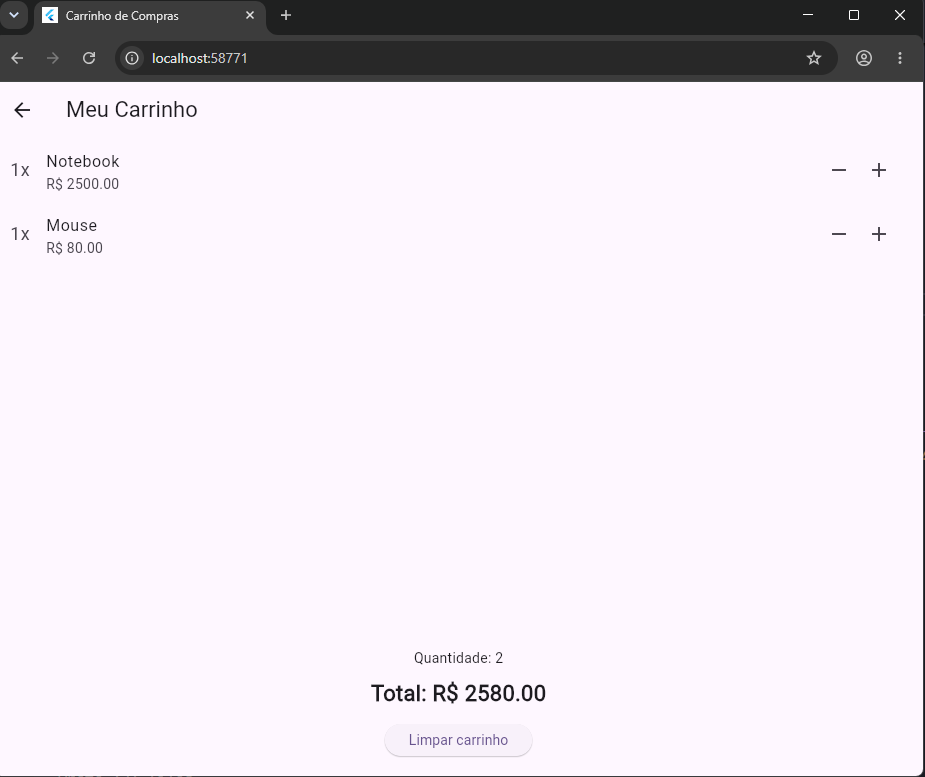 Carrinho de Compras
localhost:58771
Meu Carrinho
1x Notebook
R$ 2500.00
1x Mouse
R$ 80.00
Quantidade: 2
Total: R$ 2580.00
Limpar carrinho